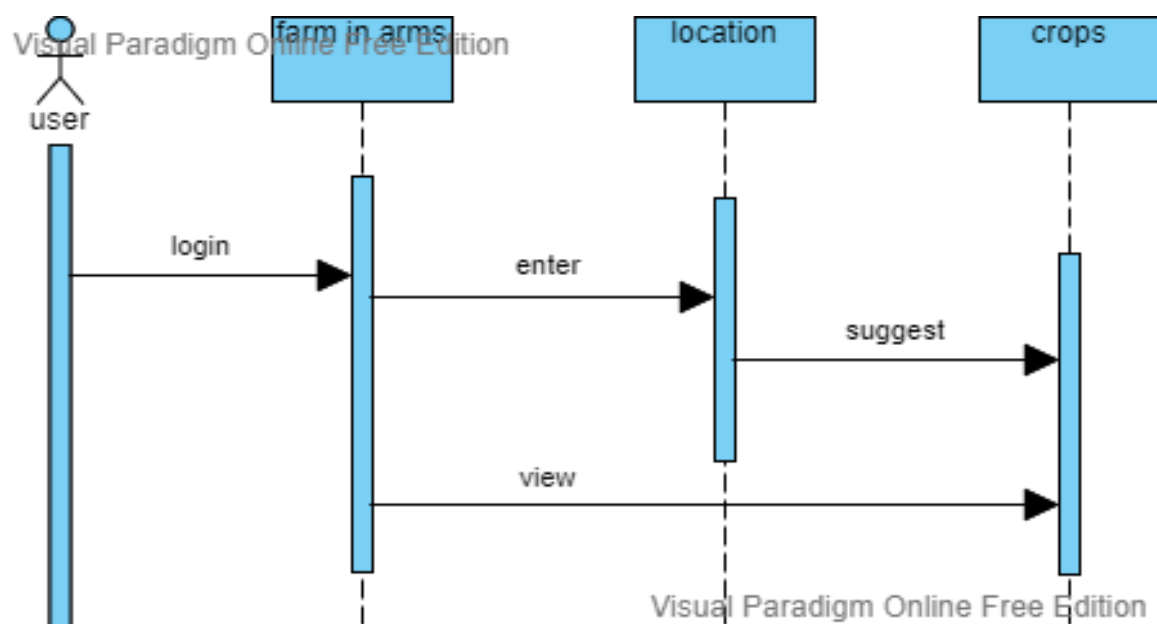 farm in arms
location
crops
Visual Paradigm Online Free Edition
user
login
enter
suggest
view
Visual Paradigm Online Free Edition